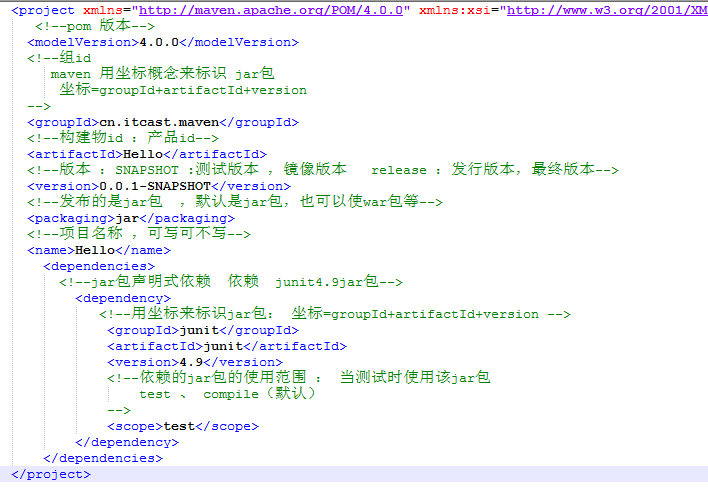 <project xmlns="http://maven.apache.org/POM/4.0.0" xmlns:xsi="http://www.w3.org/2001/XM
<!--pom 版本-->
<modelVersion>4.0.0</modelVersion>
<!--组id
maven 用坐标概念来标识 jar包
坐标=groupId+artifactId+version
-->
<groupId>cn.itcast.maven</groupId>
<!--构建物id : 产品id-->
<artifactId>Hello</artifactId>
<!--版本 : SNAPSHOT :测试版本 , 镜像版本 release : 发行版本, 最终版本-->
<version>0.0.1-SNAPSHOT</version>
<!--发布的是jar包 , 默认是jar包, 也可以使war包等-->
<packaging>jar</packaging>
<!--项目名称 , 可写可不写-->
<name>Hello</name>
<dependencies>
<!--jar包声明式依赖 依赖 junit4.9jar包-->
<dependency>
<!--用坐标来标识jar包: 坐标=groupId+artifactId+version -->
<groupId>junit</groupId>
<artifactId>junit</artifactId>
<version>4.9</version>
<!--依赖的jar包的使用范围 : 当测试时使用该jar包
test 、 compile（默认）
-->
<scope>test</scope>
</dependency>
</dependencies>
</project>